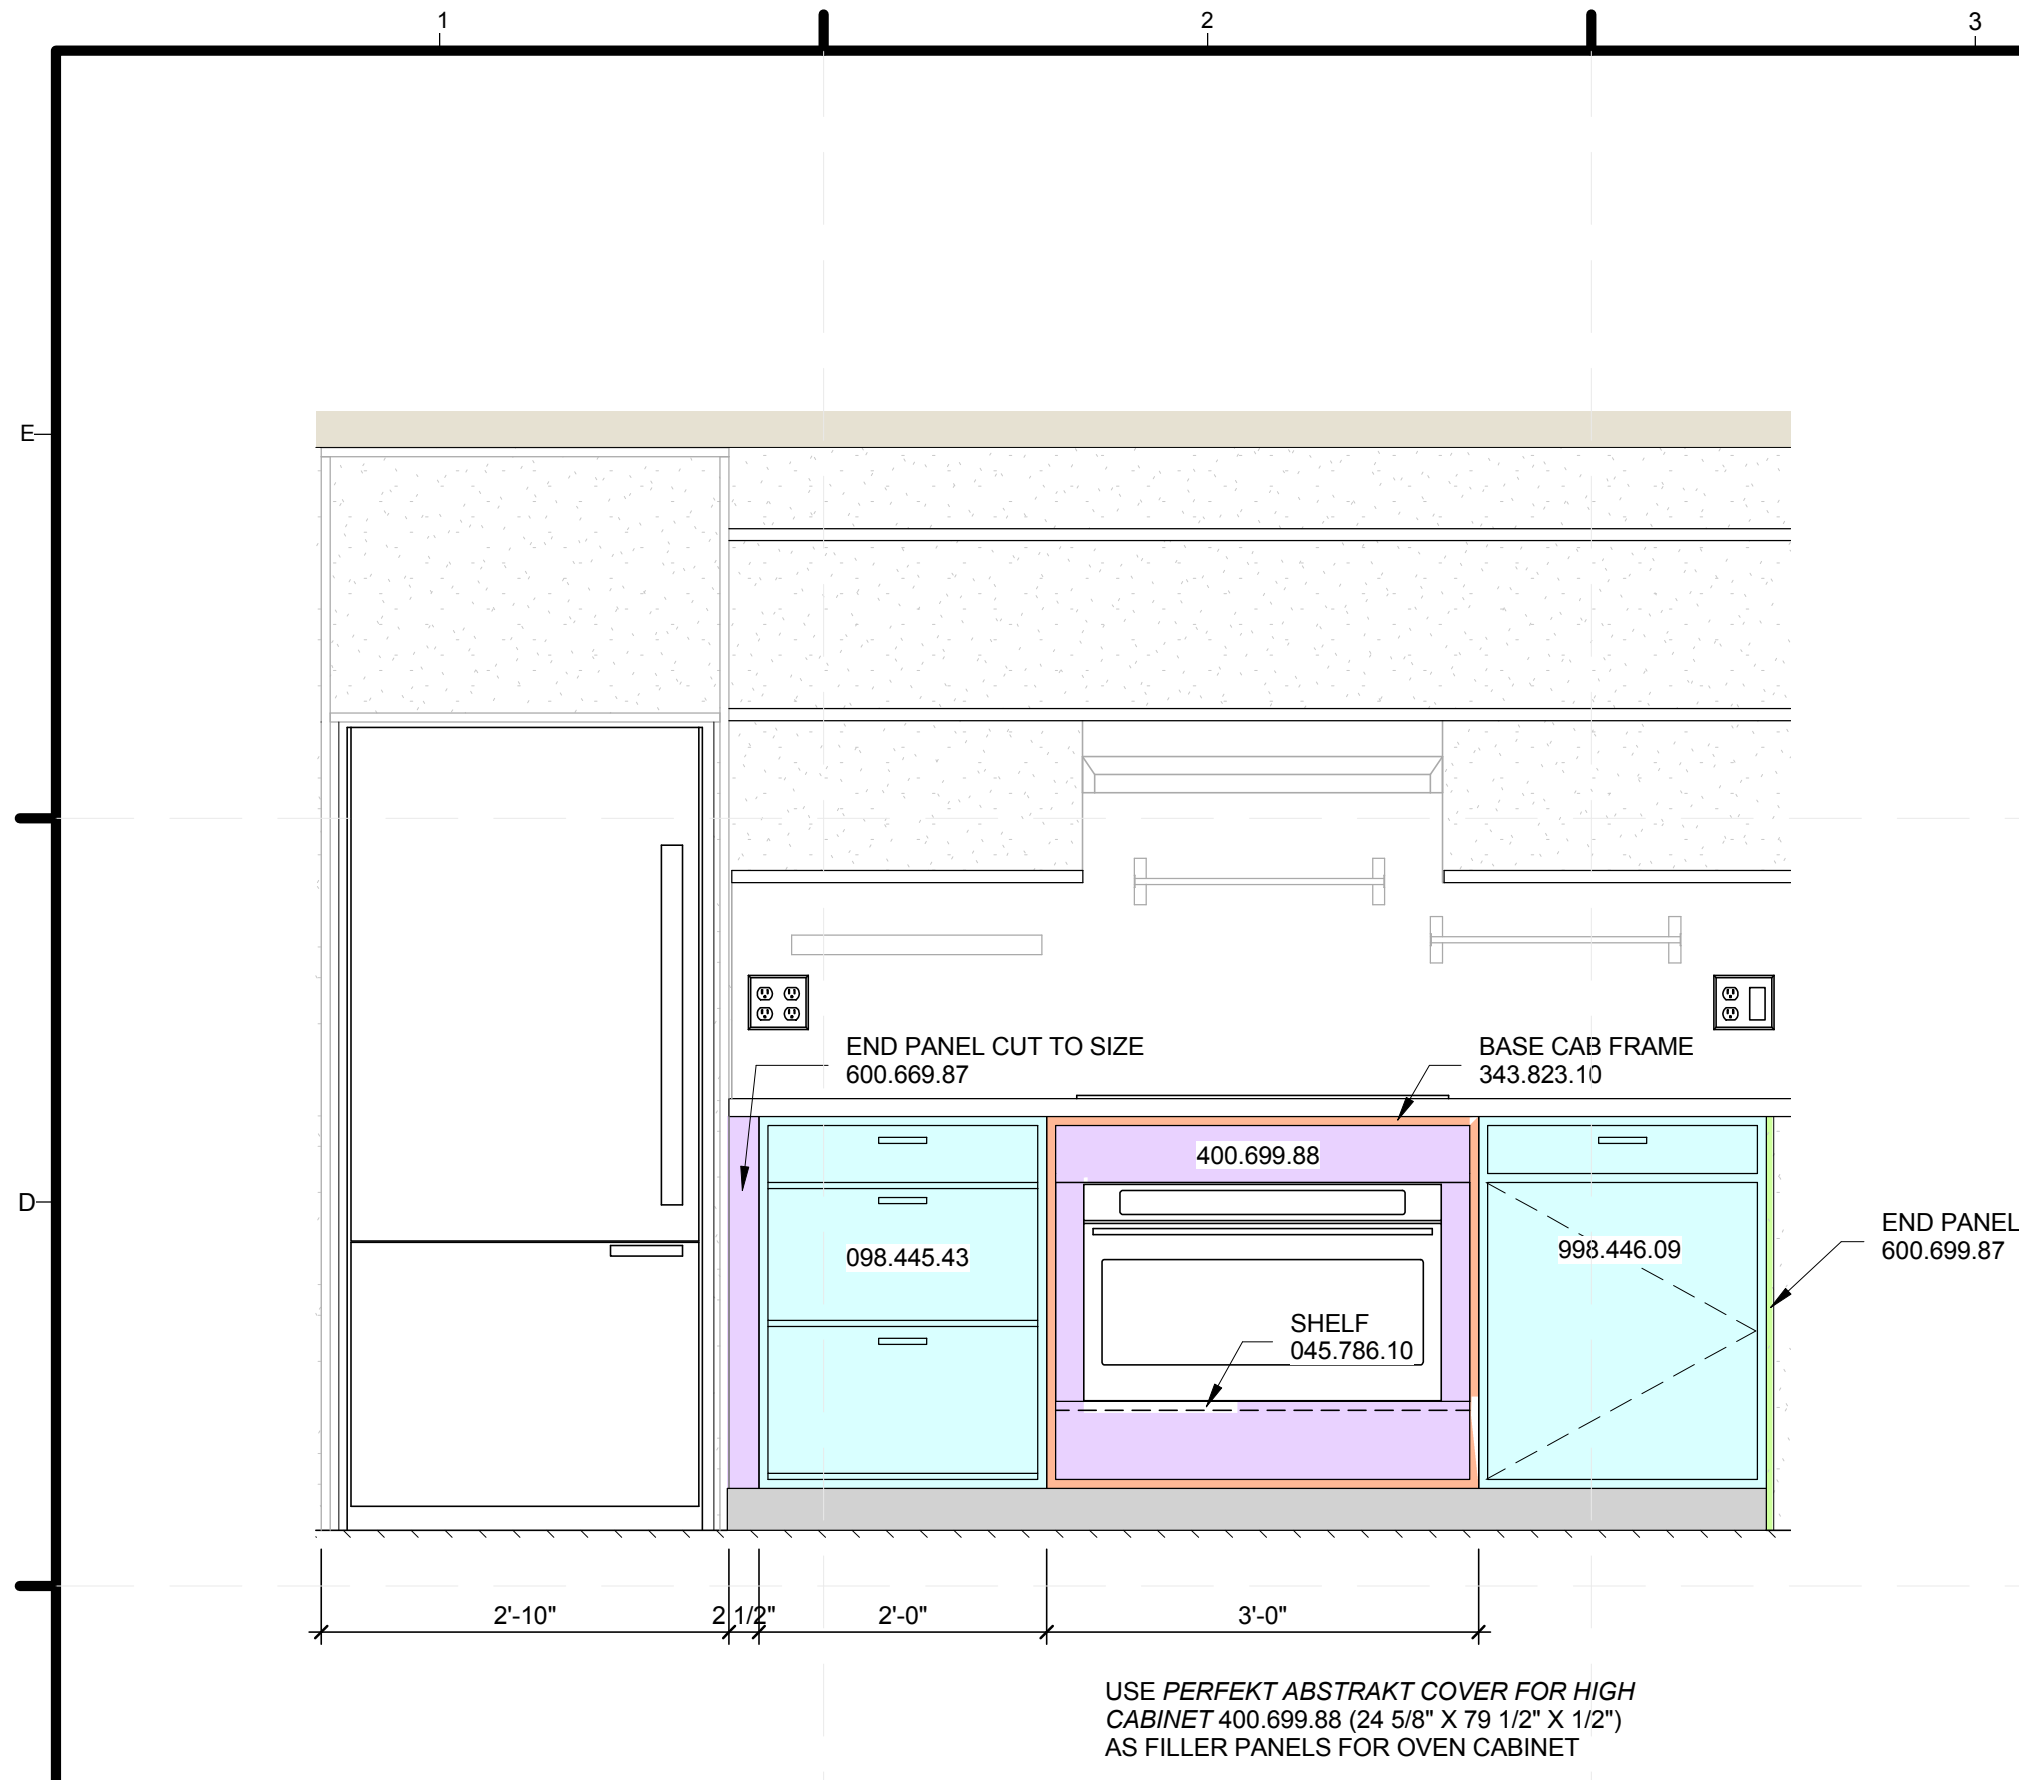 1
2
3
E
END PANEL CUT TO SIZE
600.669.87
BASE CAB FRAME
343.823.10
400.699.88
D
END PANEL
600.699.87
098.445.43
998.446.09
SHELF
045.786.10
2'-10"
2 1/2"
2'-0"
3'-0"
USE PERFEKT ABSTRAKT COVER FOR HIGH
CABINET 400.699.88 (24 5/8" X 79 1/2" X 1/2")
AS FILLER PANELS FOR OVEN CABINET